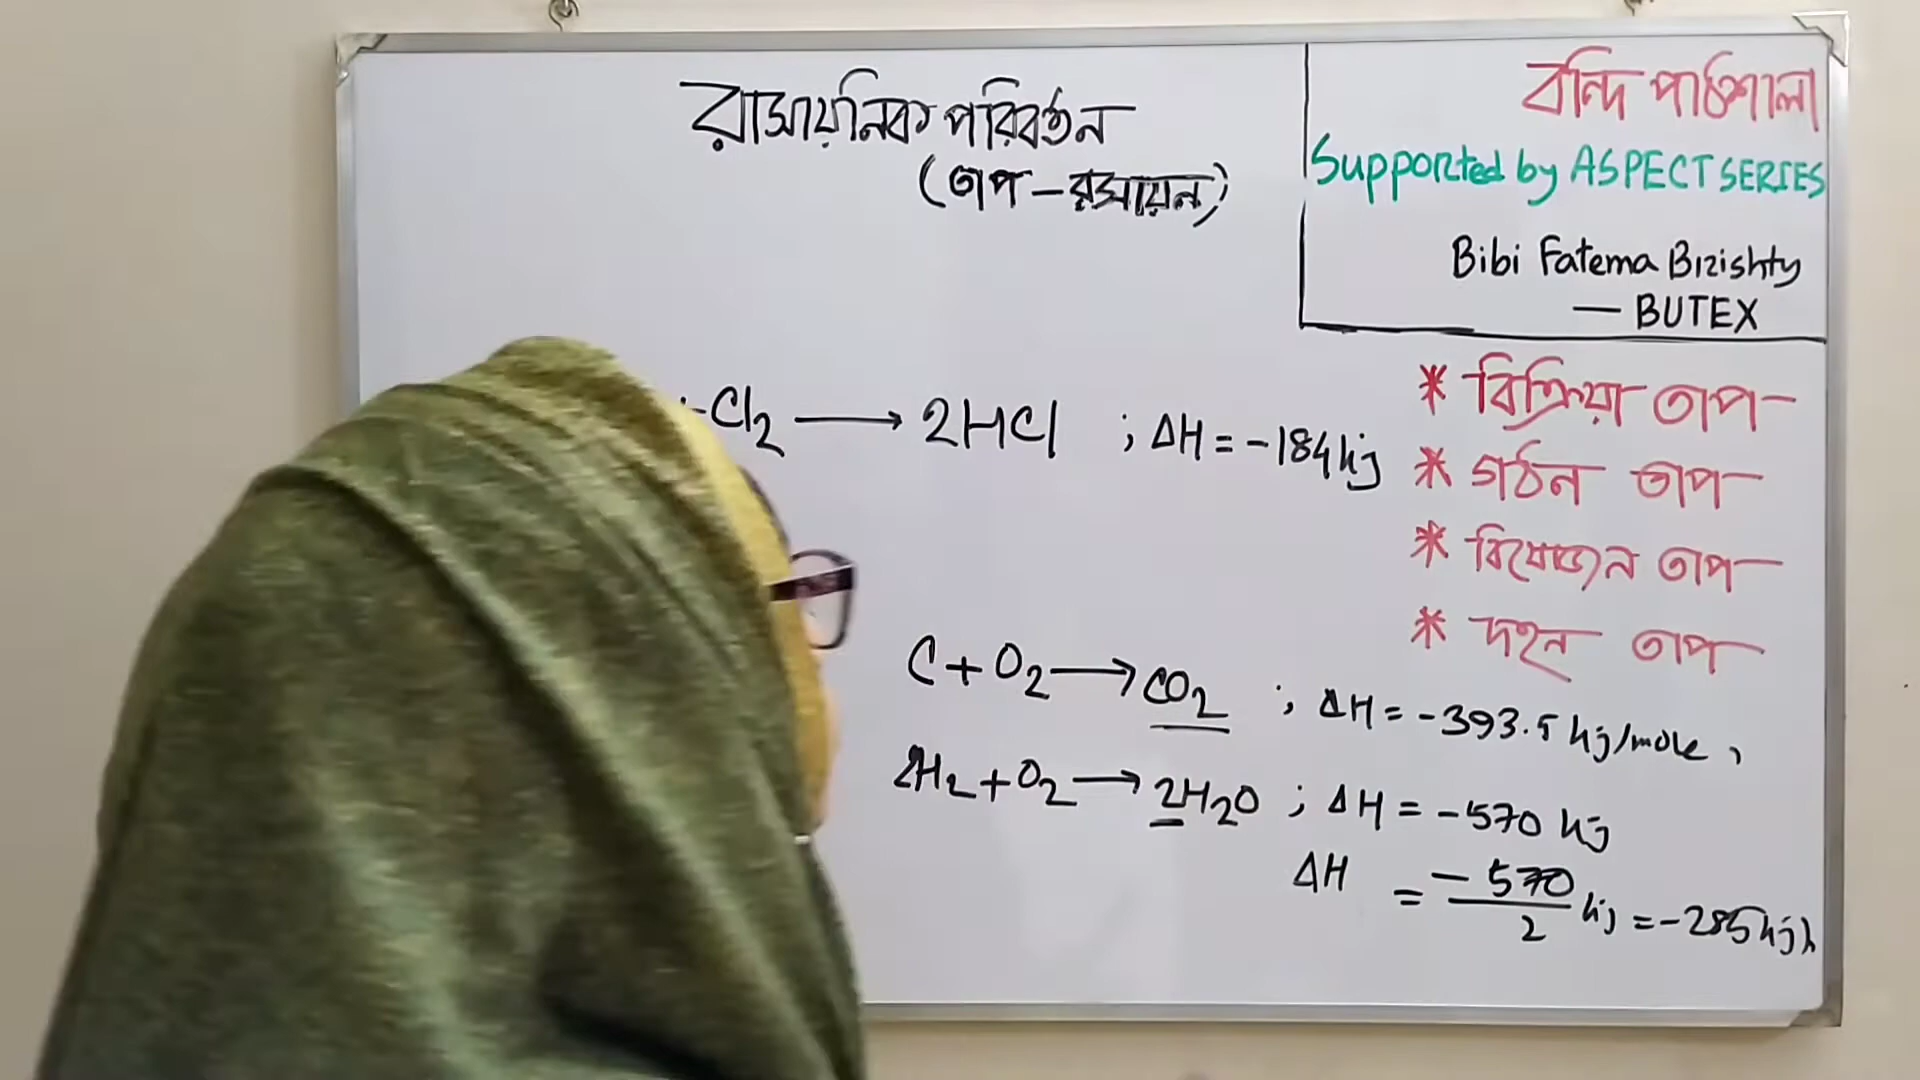 রাসায়নিক পরিবর্তন
(তাপ-রসায়ন)
বন্দি পাঠশালা
Supported by ASPECT SERIES
Bibi Fatema Brishty
— BUTEX
* বিক্রিয়া তাপ
* গঠন তাপ
* বিযোজন তাপ
* দহন তাপ
Cl₂ ⟶ 2HCl ; ΔH = -184 kj
C + O₂ ⟶ CO₂ ; ΔH = -393.5 kj/mole,
2H₂ + O₂ ⟶ 2H₂O ; ΔH = -570 kj
ΔH = -570/2 kj = -285 kj